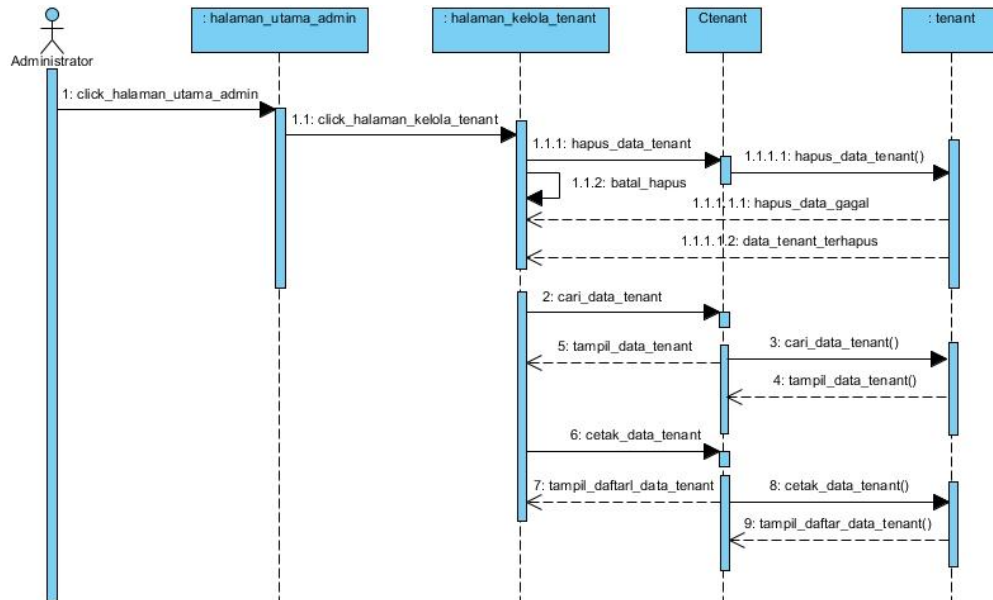 : halaman_utama_admin
: halaman_kelola_tenant
Ctenant
: tenant
Administrator
1: click_halaman_utama_admin
1.1: click_halaman_kelola_tenant
1.1.1: hapus_data_tenant
1.1.1.1: hapus_data_tenant()
1.1.2: batal_hapus
1.1.1.1.1: hapus_data_gagal
1.1.1.1.2: data_tenant_terhapus
2: cari_data_tenant
3: cari_data_tenant()
5: tampil_data_tenant
4: tampil_data_tenant()
6: cetak_data_tenant
7: tampil_daftarl_data_tenant
8: cetak_data_tenant()
9: tampil_daftar_data_tenant()